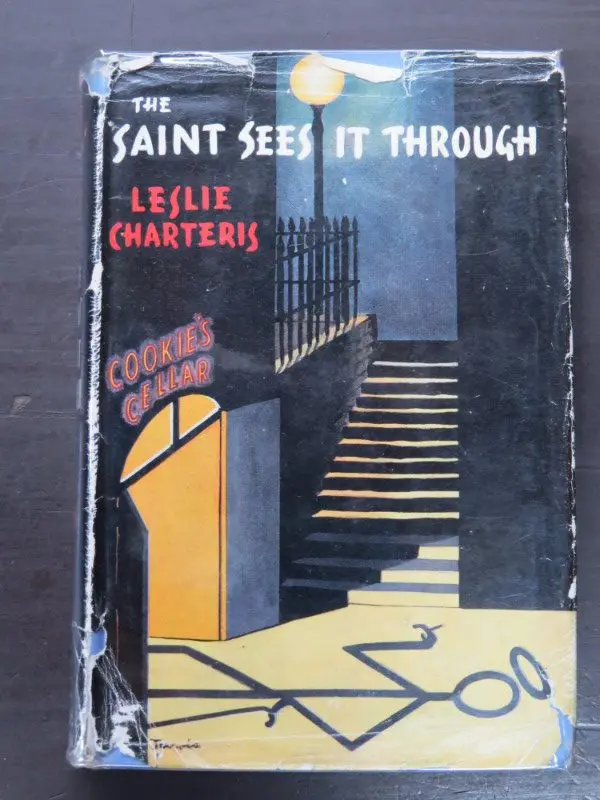 THE
SAINT SEES IT THROUGH
LESLIE
CHARTERIS
COOKIE'S
CELLAR